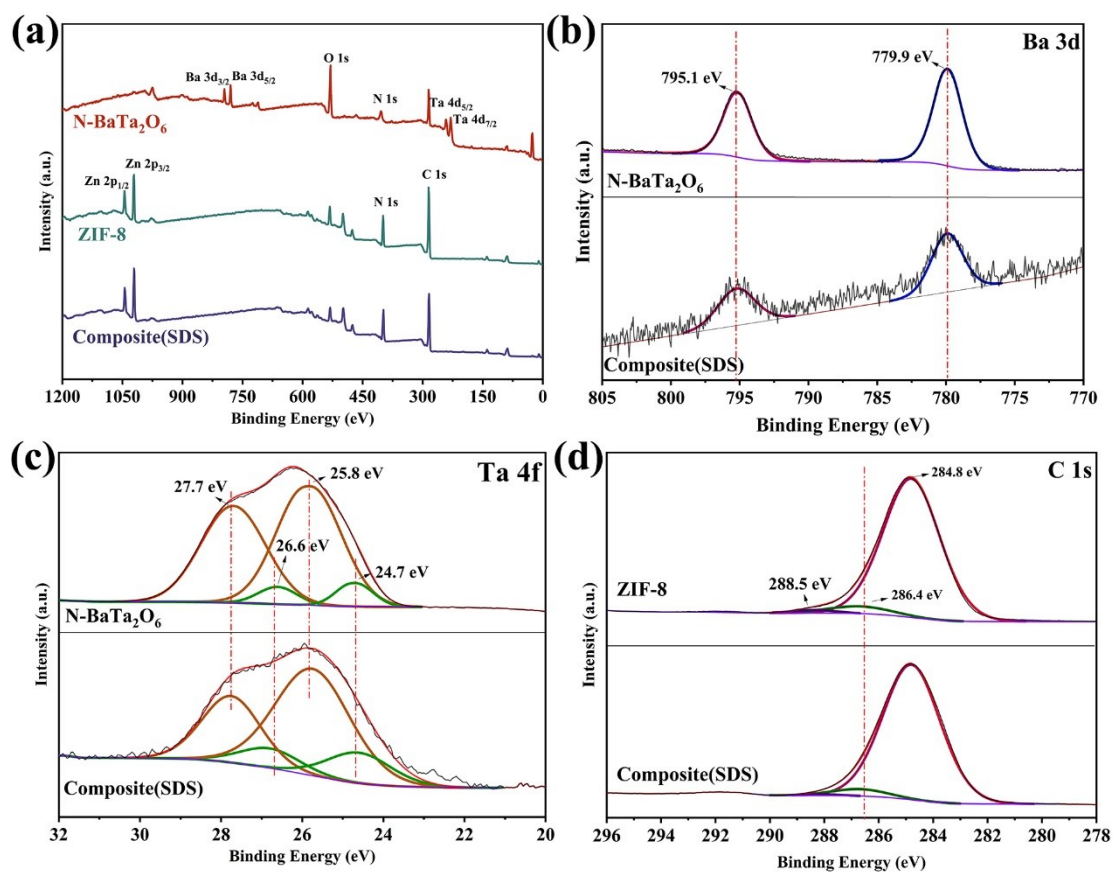 (a)
Ba 3d3/2 Ba 3d5/2
O 1s
N 1s
Ta 4d5/2
Ta 4d7/2
N-BaTa2O6
Zn 2p3/2
Zn 2p1/2
C 1s
N 1s
ZIF-8
Composite(SDS)
Intensity (a.u.)
1200 1050 900 750 600 450 300 150 0
Binding Energy (eV)
(b)
Ba 3d
795.1 eV
779.9 eV
N-BaTa2O6
Composite(SDS)
Intensity (a.u.)
805 800 795 790 785 780 775 770
Binding Energy (eV)
(c)
Ta 4f
27.7 eV
25.8 eV
26.6 eV
24.7 eV
N-BaTa2O6
Composite(SDS)
Intensity (a.u.)
32 30 28 26 24 22 20
Binding Energy (eV)
(d)
C 1s
284.8 eV
ZIF-8
288.5 eV
286.4 eV
Composite(SDS)
Intensity (a.u.)
296 294 292 290 288 286 284 282 280 278
Binding Energy (eV)